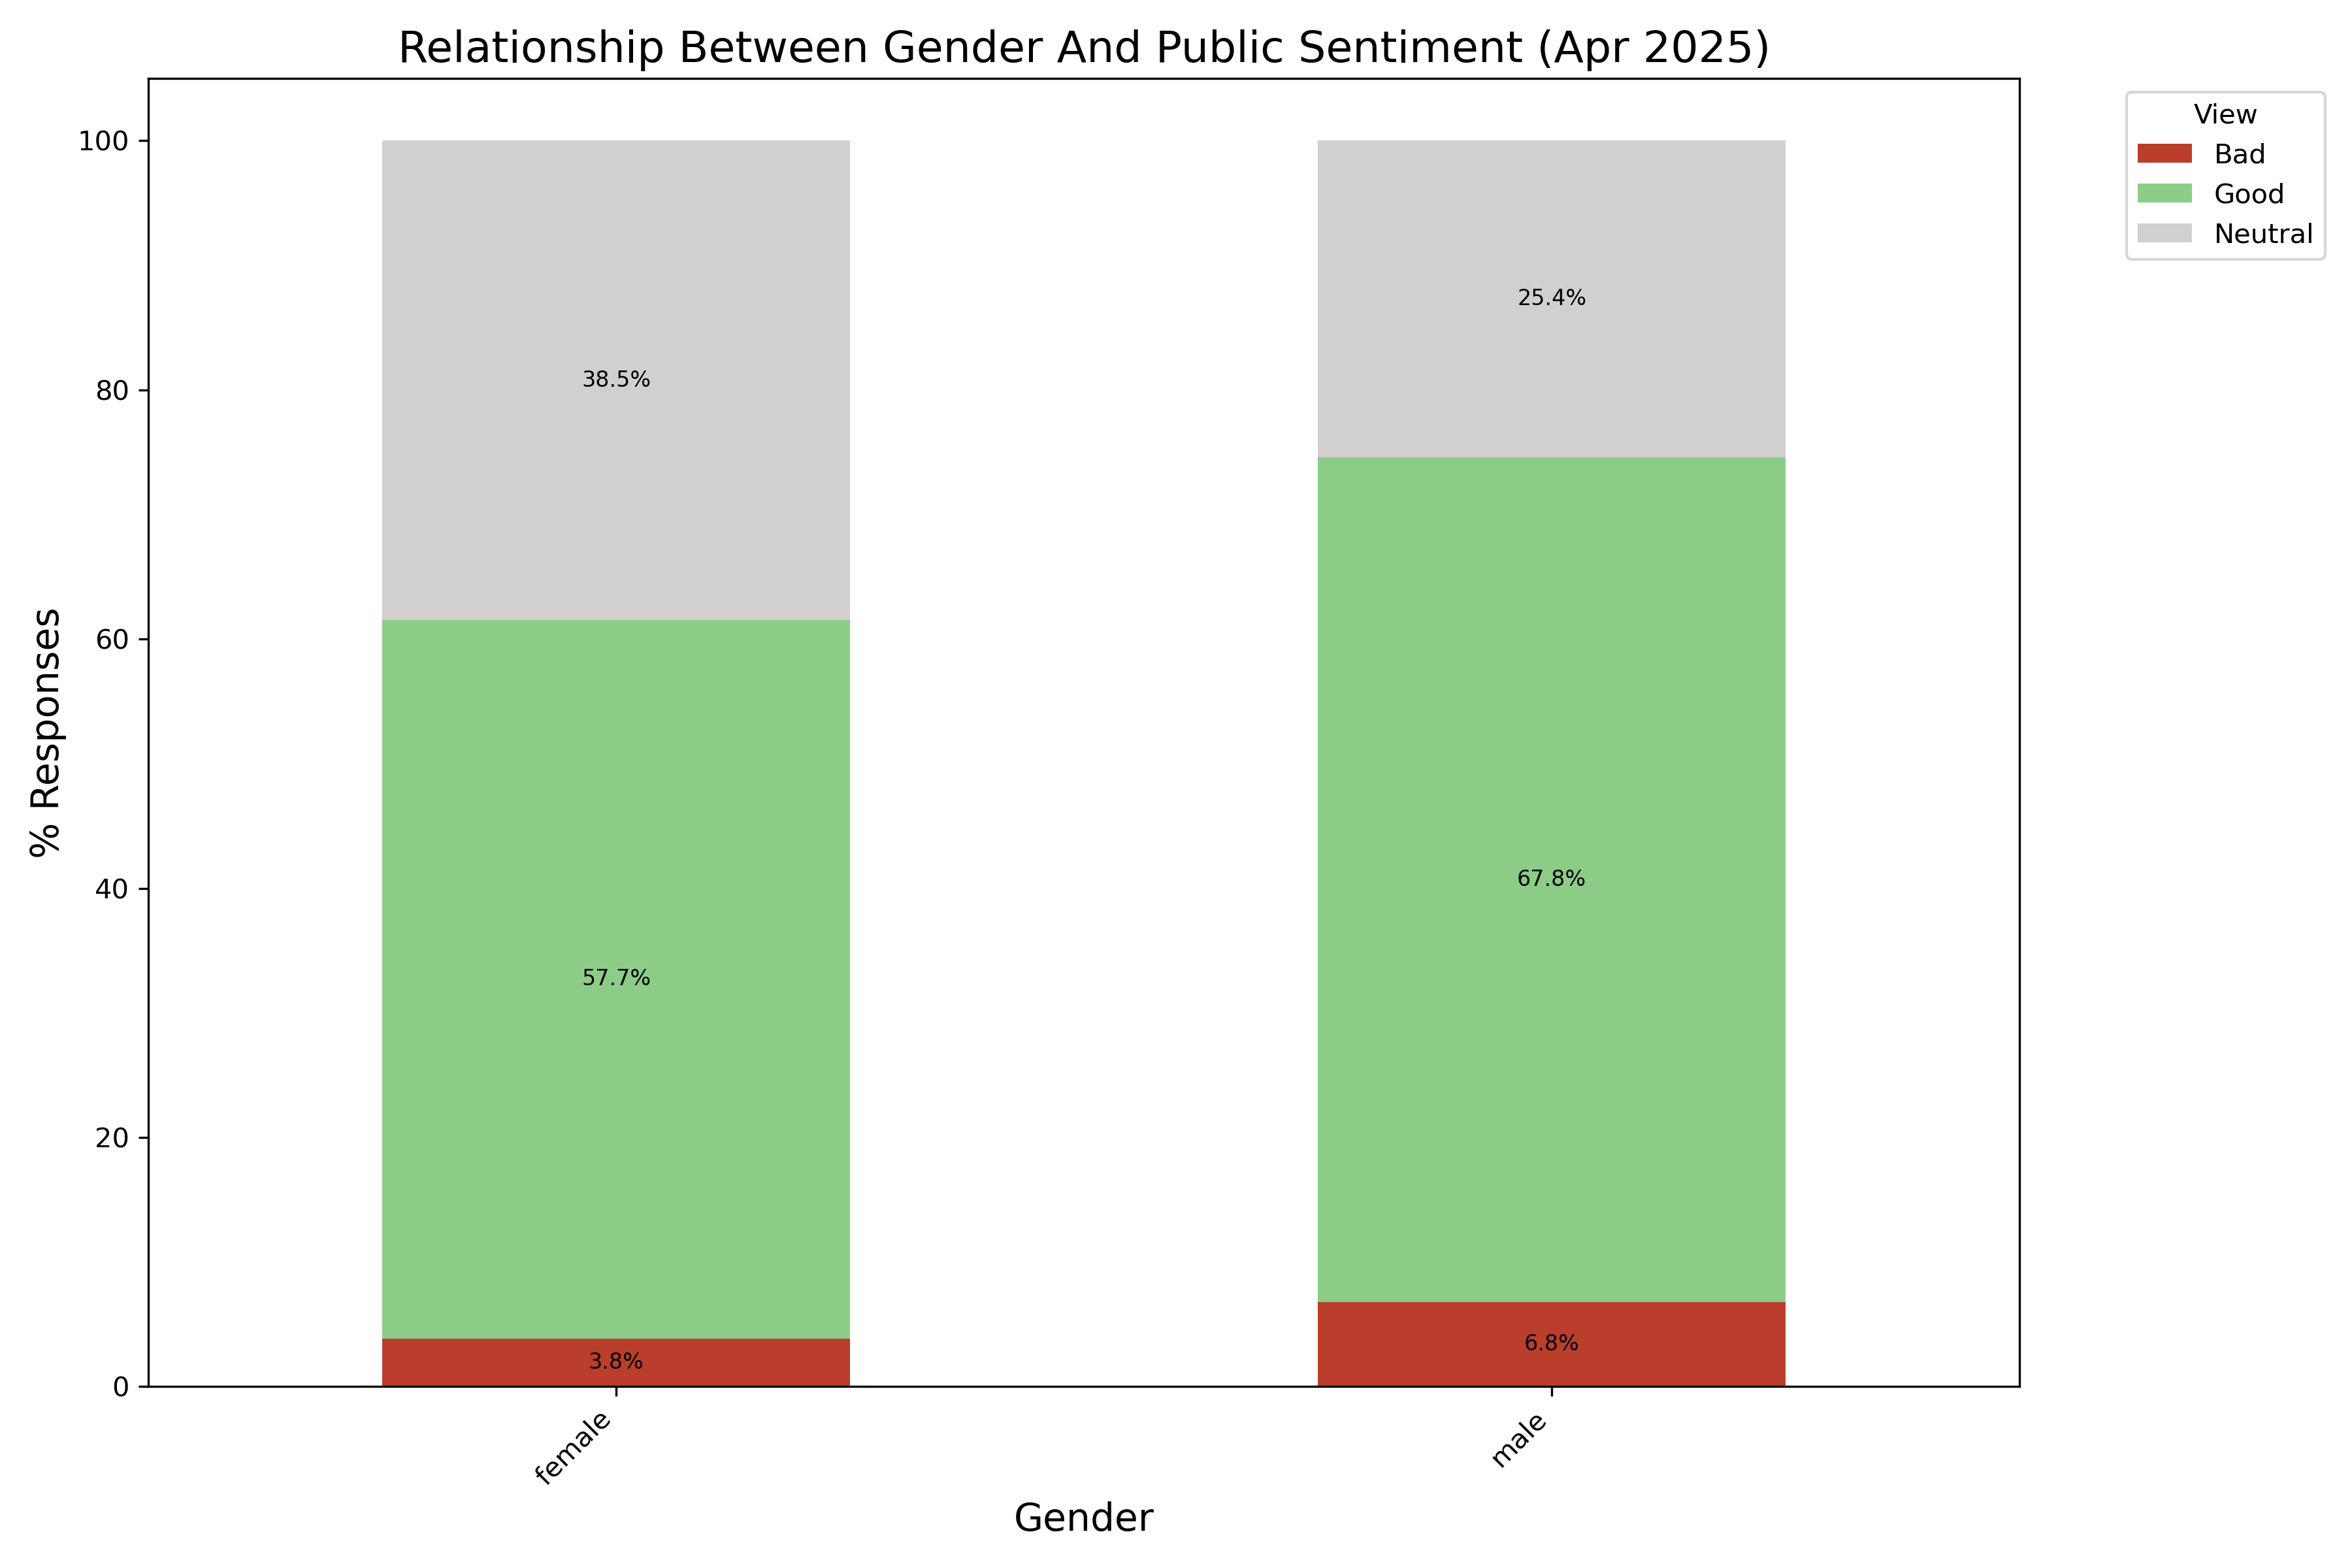 Relationship Between Gender And Public Sentiment (Apr 2025)
View
Bad
Good
Neutral
% Responses
100
80
60
40
20
0
38.5%
57.7%
3.8%
25.4%
67.8%
6.8%
female
male
Gender